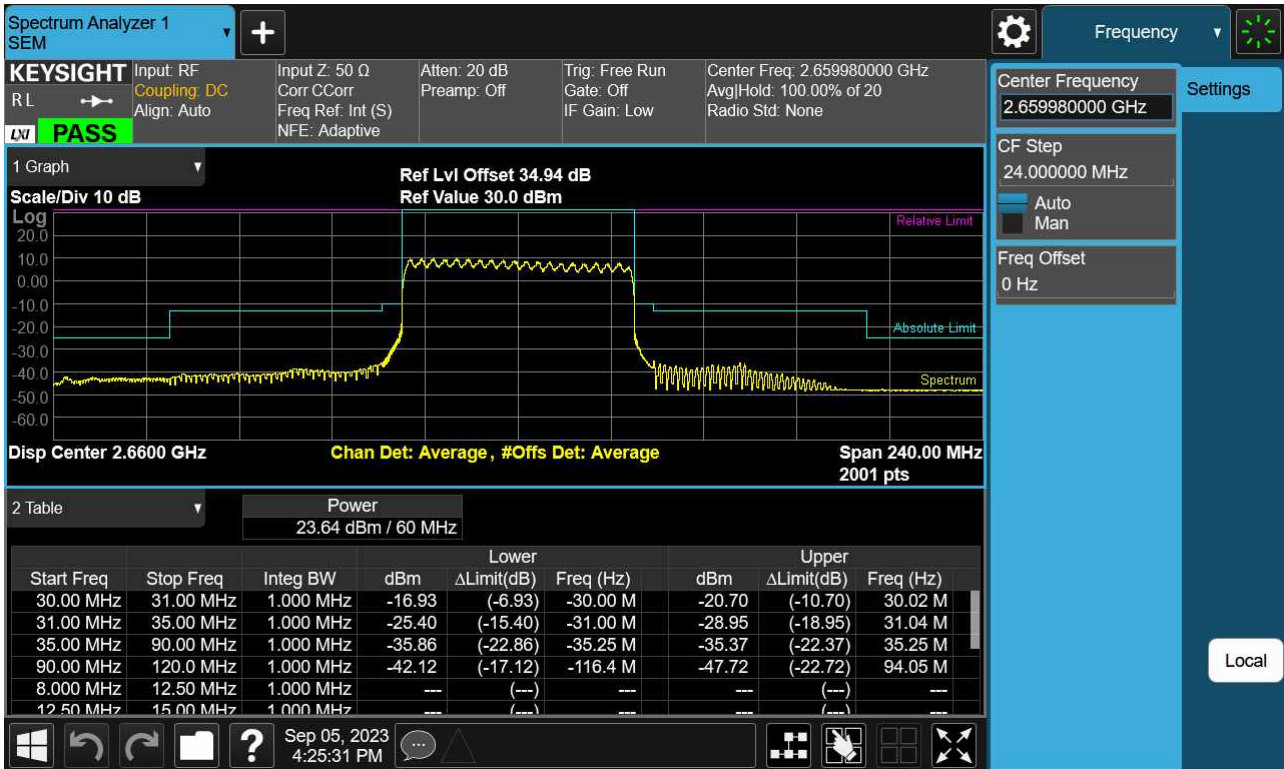 Spectrum Analyzer 1
SEM
+
Frequency
KEYSIGHT
R L
LXI
PASS
Input: RF
Coupling: DC
Align: Auto
Input Z: 50 Ω
Corr CCorr
Freq Ref: Int (S)
NFE: Adaptive
Atten: 20 dB
Preamp: Off
Trig: Free Run
Gate: Off
IF Gain: Low
Center Freq: 2.659980000 GHz
Avg|Hold: 100.00% of 20
Radio Std: None
Center Frequency
2.659980000 GHz
Settings
CF Step
24.000000 MHz
Auto
Man
Freq Offset
0 Hz
1 Graph
Ref Lvl Offset 34.94 dB
Scale/Div 10 dB
Ref Value 30.0 dBm
Log
Relative Limit
20.0
10.0
0.00
-10.0
-20.0
Absolute Limit
-30.0
-40.0
Spectrum
-50.0
-60.0
Disp Center 2.6600 GHz
Chan Det: Average , #Offs Det: Average
Span 240.00 MHz
2001 pts
2 Table
Power
23.64 dBm / 60 MHz
Lower Upper
Start Freq Stop Freq Integ BW dBm ΔLimit(dB) Freq (Hz) dBm ΔLimit(dB) Freq (Hz)
30.00 MHz 31.00 MHz 1.000 MHz -16.93 (-6.93) -30.00 M -20.70 (-10.70) 30.02 M
31.00 MHz 35.00 MHz 1.000 MHz -25.40 (-15.40) -31.00 M -28.95 (-18.95) 31.04 M
35.00 MHz 90.00 MHz 1.000 MHz -35.86 (-22.86) -35.25 M -35.37 (-22.37) 35.25 M
90.00 MHz 120.0 MHz 1.000 MHz -42.12 (-17.12) -116.4 M -47.72 (-22.72) 94.05 M
8.000 MHz 12.50 MHz 1.000 MHz --- (---) --- --- (---) ---
12.50 MHz 15.00 MHz 1.000 MHz --- (---) --- --- (---) ---
Local
?
Sep 05, 2023
4:25:31 PM